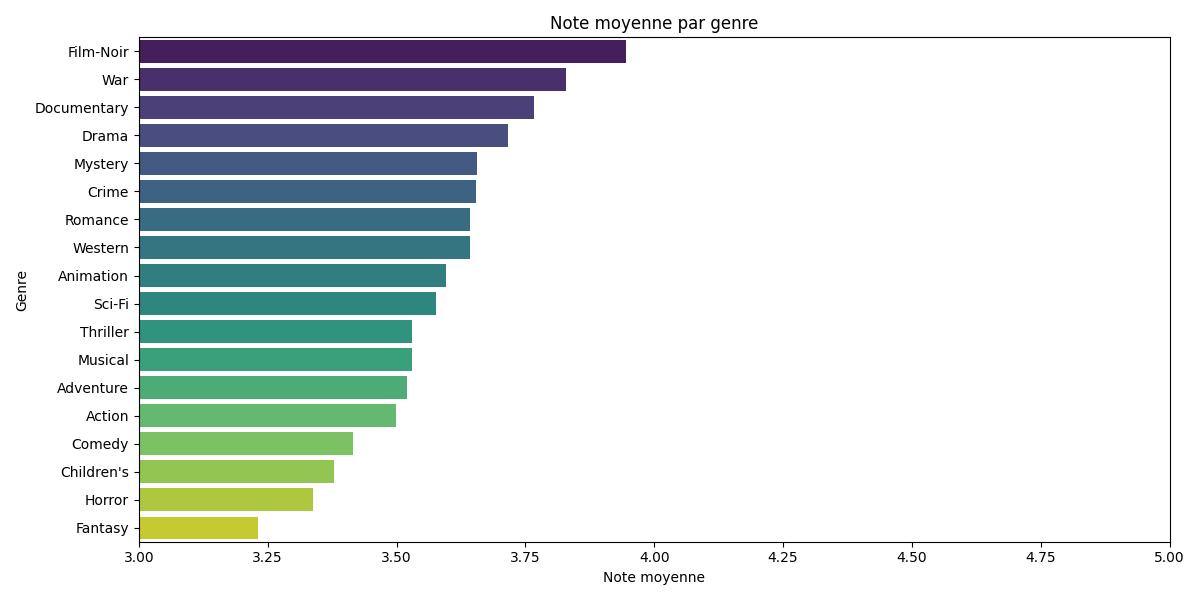 Note moyenne par genre
Film-Noir
War
Documentary
Drama
Mystery
Crime
Romance
Western
Animation
Sci-Fi
Thriller
Musical
Adventure
Action
Comedy
Children's
Horror
Fantasy
Genre
3.00 3.25 3.50 3.75 4.00 4.25 4.50 4.75 5.00
Note moyenne